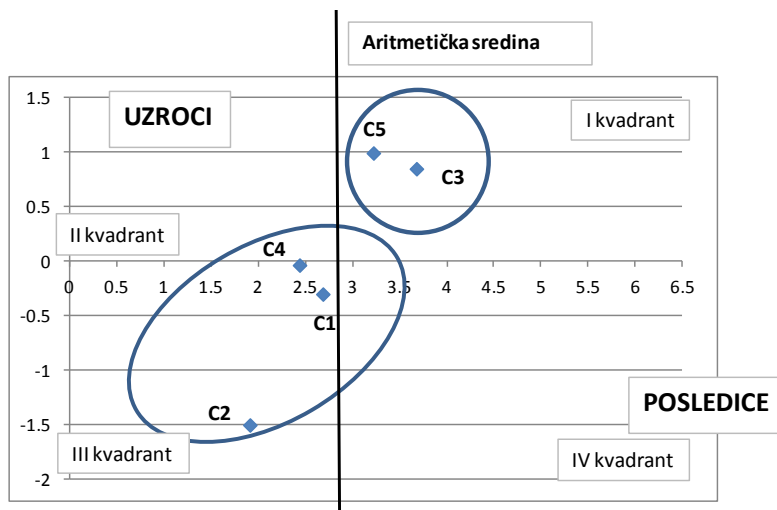 Aritmetička sredina
1.5
UZROCI
I kvadrant
C5
1
C3
0.5
II kvadrant
C4
0
0 0.5 1 1.5 2 2.5 3 3.5 4 4.5 5 5.5 6 6.5
C1
-0.5
-1
POSLEDICE
C2
-1.5
III kvadrant
IV kvadrant
-2